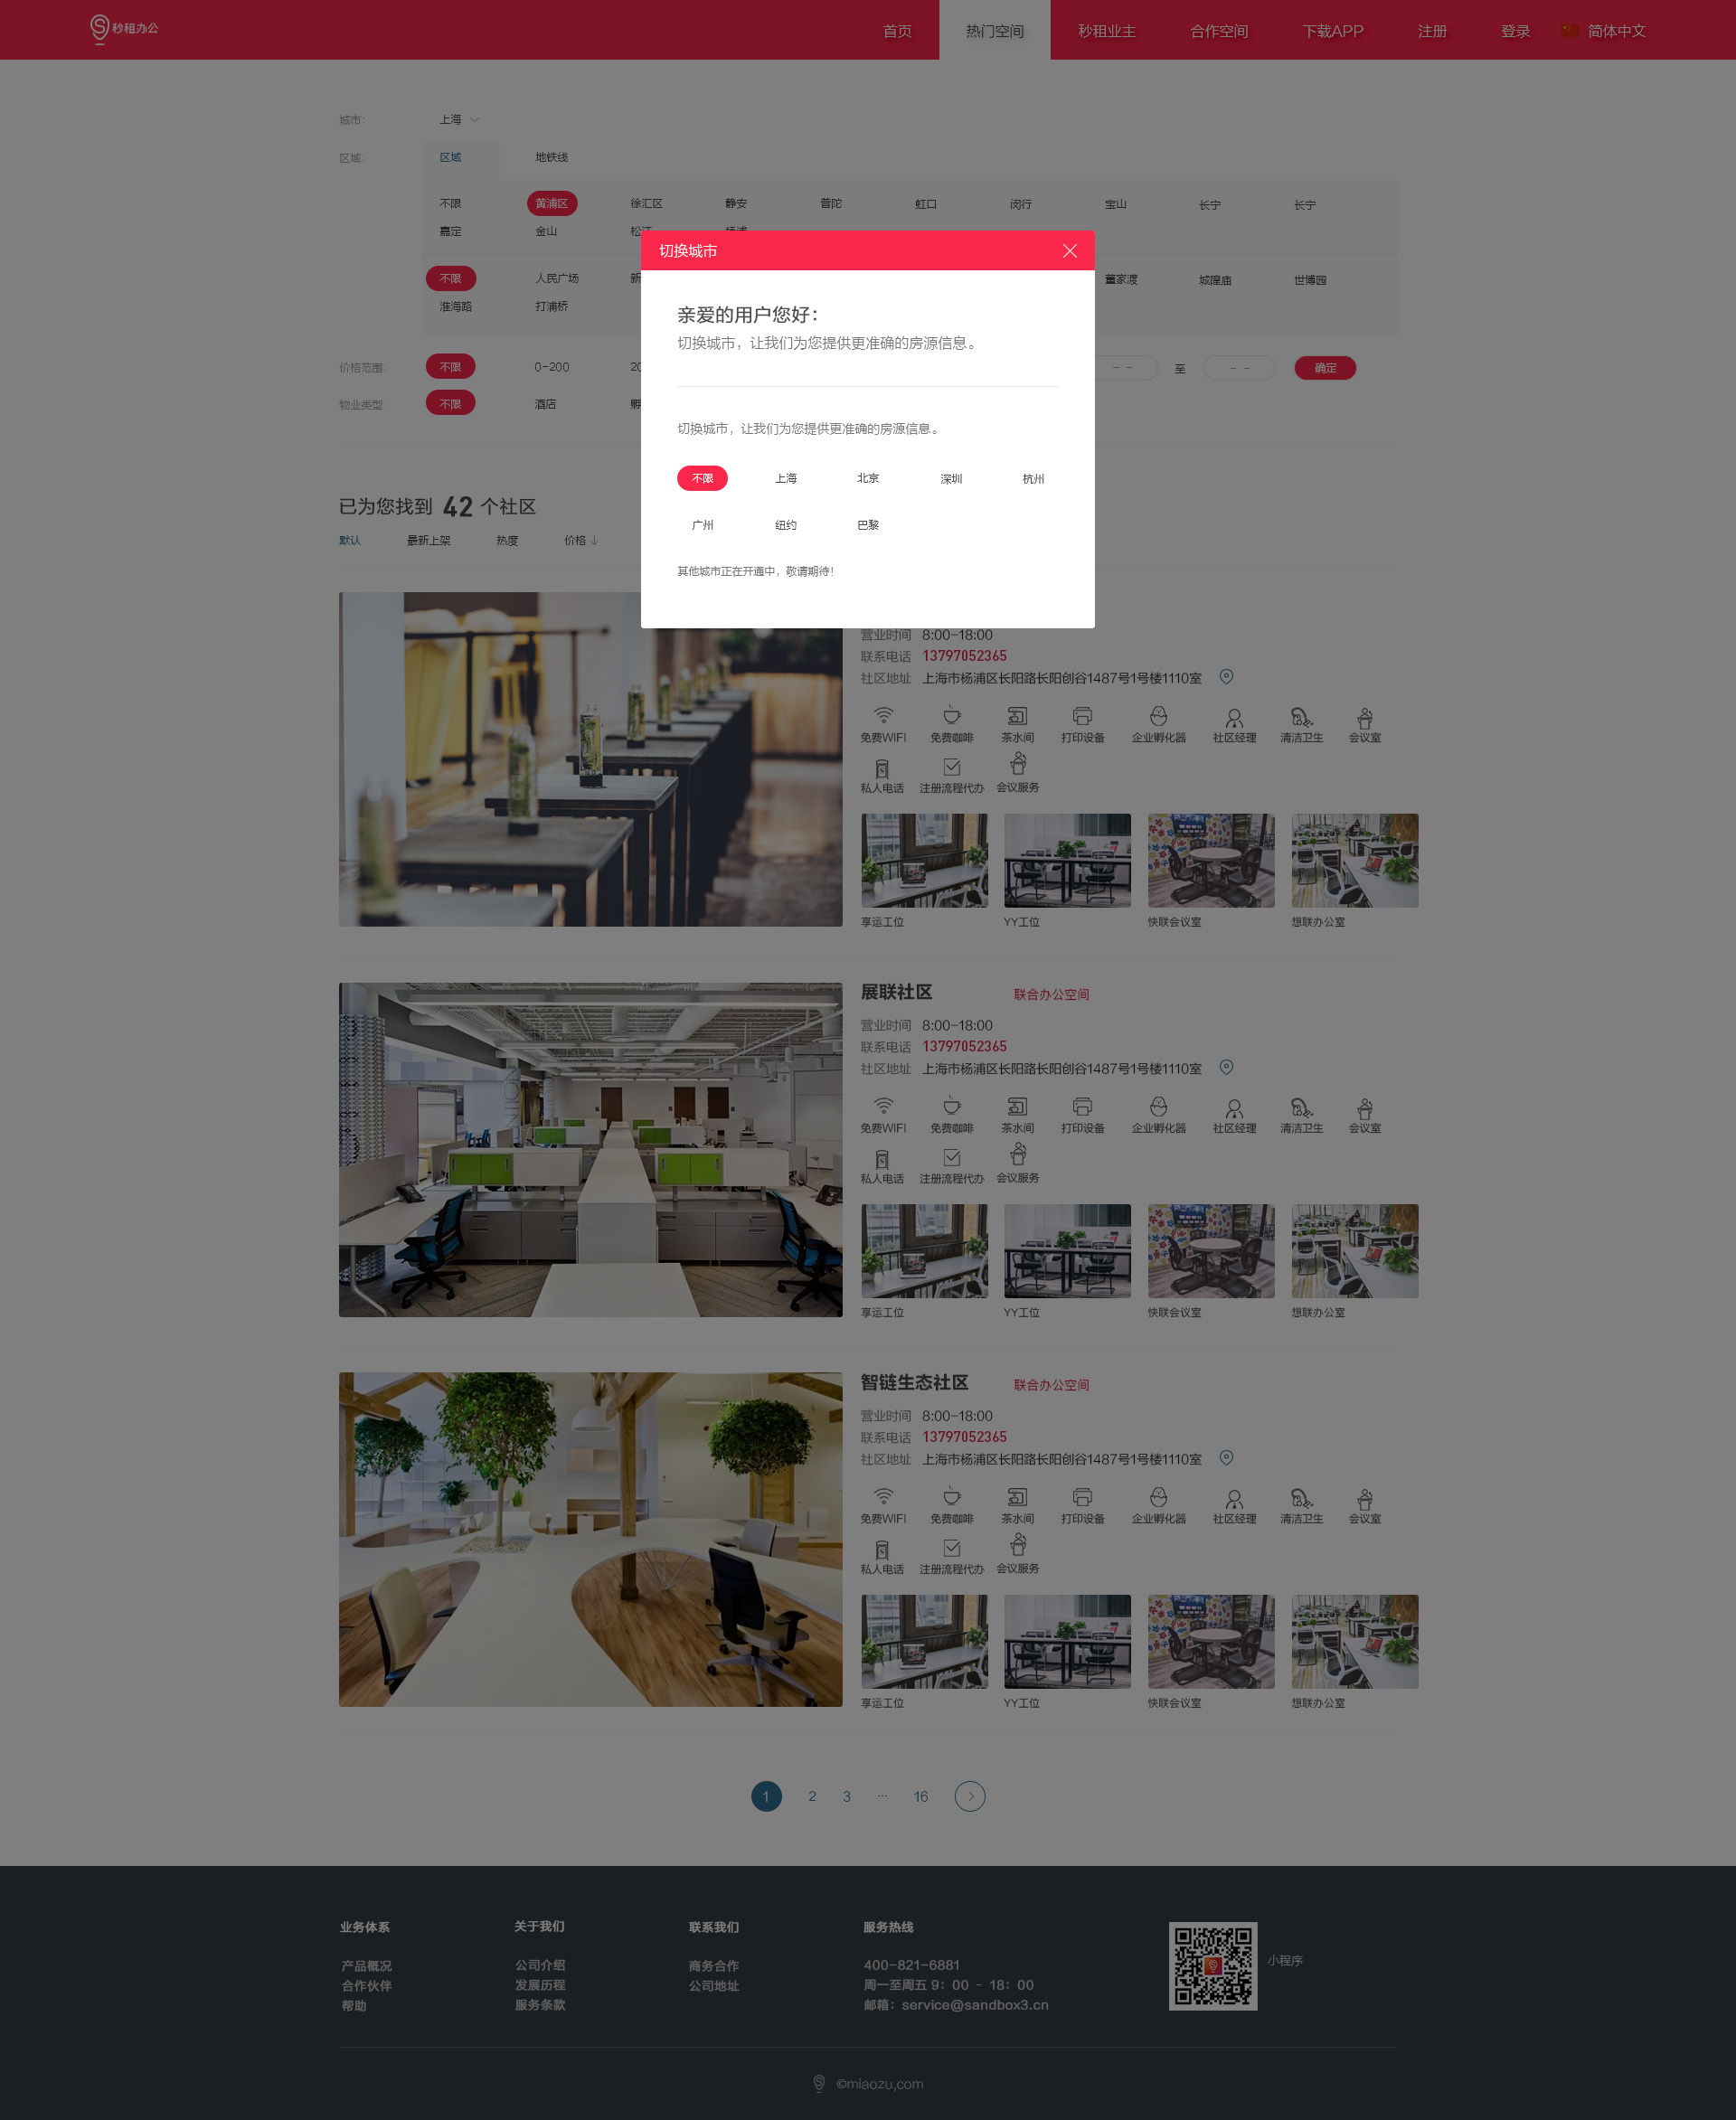 秒租办公
首页 热门空间 秒租业主 合作空间 下载APP 注册 登录 简体中文
城市: 上海
区域: 区域 地铁线
不限 黄浦区 徐汇区 静安 普陀 虹口 闵行 宝山 长宁 长宁
嘉定 金山 松江 杨浦
不限 人民广场 新 董家渡 城隍庙 世博园
淮海路 打浦桥
价格范围: 不限 0-200 20 -- 至 -- 确定
物业类型: 不限 酒店 孵
切换城市
亲爱的用户您好：
切换城市，让我们为您提供更准确的房源信息。
切换城市，让我们为您提供更准确的房源信息。
不限 上海 北京 深圳 杭州
广州 纽约 巴黎
其他城市正在开通中，敬请期待！
已为您找到 42 个社区
默认 最新上架 热度 价格↓
营业时间 8:00-18:00
联系电话 13797052365
社区地址 上海市杨浦区长阳路长阳创谷1487号1号楼1110室
免费WIFI 免费咖啡 茶水间 打印设备 企业孵化器 社区经理 清洁卫生 会议室
私人电话 注册流程代办 会议服务
享运工位 YY工位 快联会议室 想联办公室
展联社区 联合办公空间
营业时间 8:00-18:00
联系电话 13797052365
社区地址 上海市杨浦区长阳路长阳创谷1487号1号楼1110室
免费WIFI 免费咖啡 茶水间 打印设备 企业孵化器 社区经理 清洁卫生 会议室
私人电话 注册流程代办 会议服务
享运工位 YY工位 快联会议室 想联办公室
智链生态社区 联合办公空间
营业时间 8:00-18:00
联系电话 13797052365
社区地址 上海市杨浦区长阳路长阳创谷1487号1号楼1110室
免费WIFI 免费咖啡 茶水间 打印设备 企业孵化器 社区经理 清洁卫生 会议室
私人电话 注册流程代办 会议服务
享运工位 YY工位 快联会议室 想联办公室
1 2 3 ... 16
业务体系 关于我们 联系我们 服务热线
产品概况 公司介绍 商务合作 400-821-6881 小程序
合作伙伴 发展历程 公司地址 周一至周五 9：00 - 18：00
帮助 服务条款 邮箱：service@sandbox3.cn
©miaozu,com